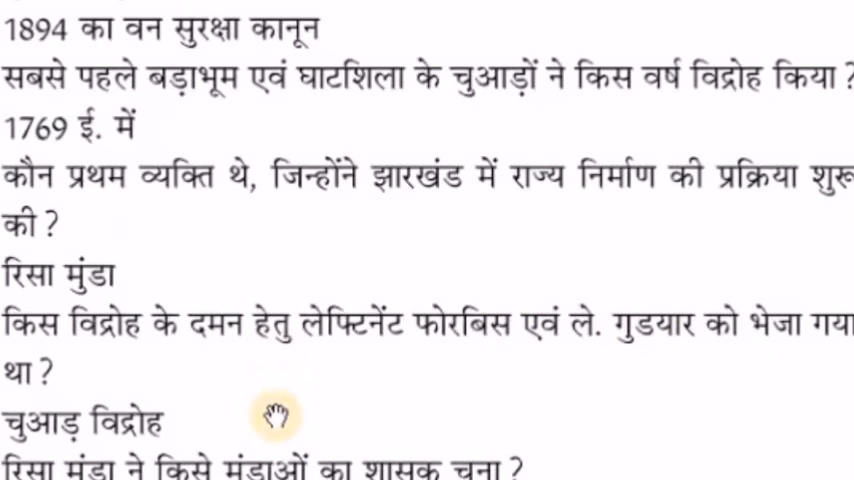 1894 का वन सुरक्षा कानून
सबसे पहले बड़ाभूम एवं घाटशिला के चुआड़ों ने किस वर्ष विद्रोह किया ?
1769 ई. में
कौन प्रथम व्यक्ति थे, जिन्होंने झारखंड में राज्य निर्माण की प्रक्रिया शुरू
की ?
रिसा मुंडा
किस विद्रोह के दमन हेतु लेफ्टिनेंट फोरबिस एवं ले. गुडयार को भेजा गया
था ?
चुआड़ विद्रोह
रिसा मुंडा ने किसे मुंडाओं का शासक चुना ?